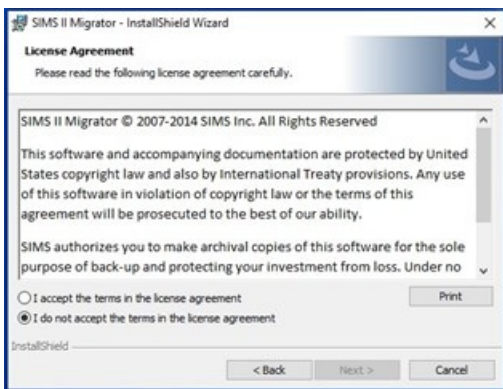 SIMS II Migrator - InstallShield Wizard
License Agreement
Please read the following license agreement carefully.
SIMS II Migrator © 2007-2014 SIMS Inc. All Rights Reserved
This software and accompanying documentation are protected by United
States copyright law and also by International Treaty provisions. Any use
of this software in violation of copyright law or the terms of this
agreement will be prosecuted to the best of our ability.
SIMS authorizes you to make archival copies of this software for the sole
purpose of back-up and protecting your investment from loss. Under no
I accept the terms in the license agreement
Print
I do not accept the terms in the license agreement
InstallShield
< Back
Next >
Cancel